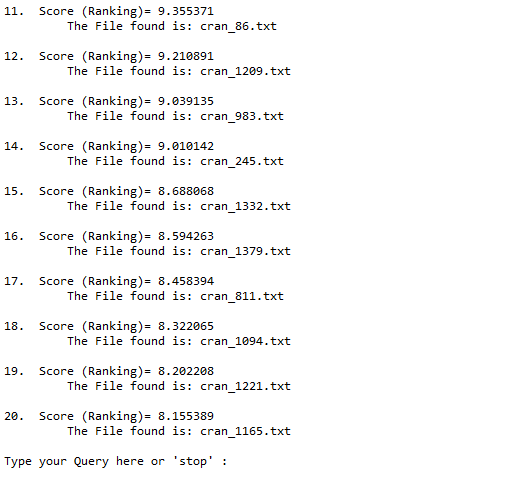 11.  Score (Ranking)= 9.355371
The File found is: cran_86.txt
12.  Score (Ranking)= 9.210891
The File found is: cran_1209.txt
13.  Score (Ranking)= 9.039135
The File found is: cran_983.txt
14.  Score (Ranking)= 9.010142
The File found is: cran_245.txt
15.  Score (Ranking)= 8.688068
The File found is: cran_1332.txt
16.  Score (Ranking)= 8.594263
The File found is: cran_1379.txt
17.  Score (Ranking)= 8.458394
The File found is: cran_811.txt
18.  Score (Ranking)= 8.322065
The File found is: cran_1094.txt
19.  Score (Ranking)= 8.202208
The File found is: cran_1221.txt
20.  Score (Ranking)= 8.155389
The File found is: cran_1165.txt
Type your Query here or 'stop' :